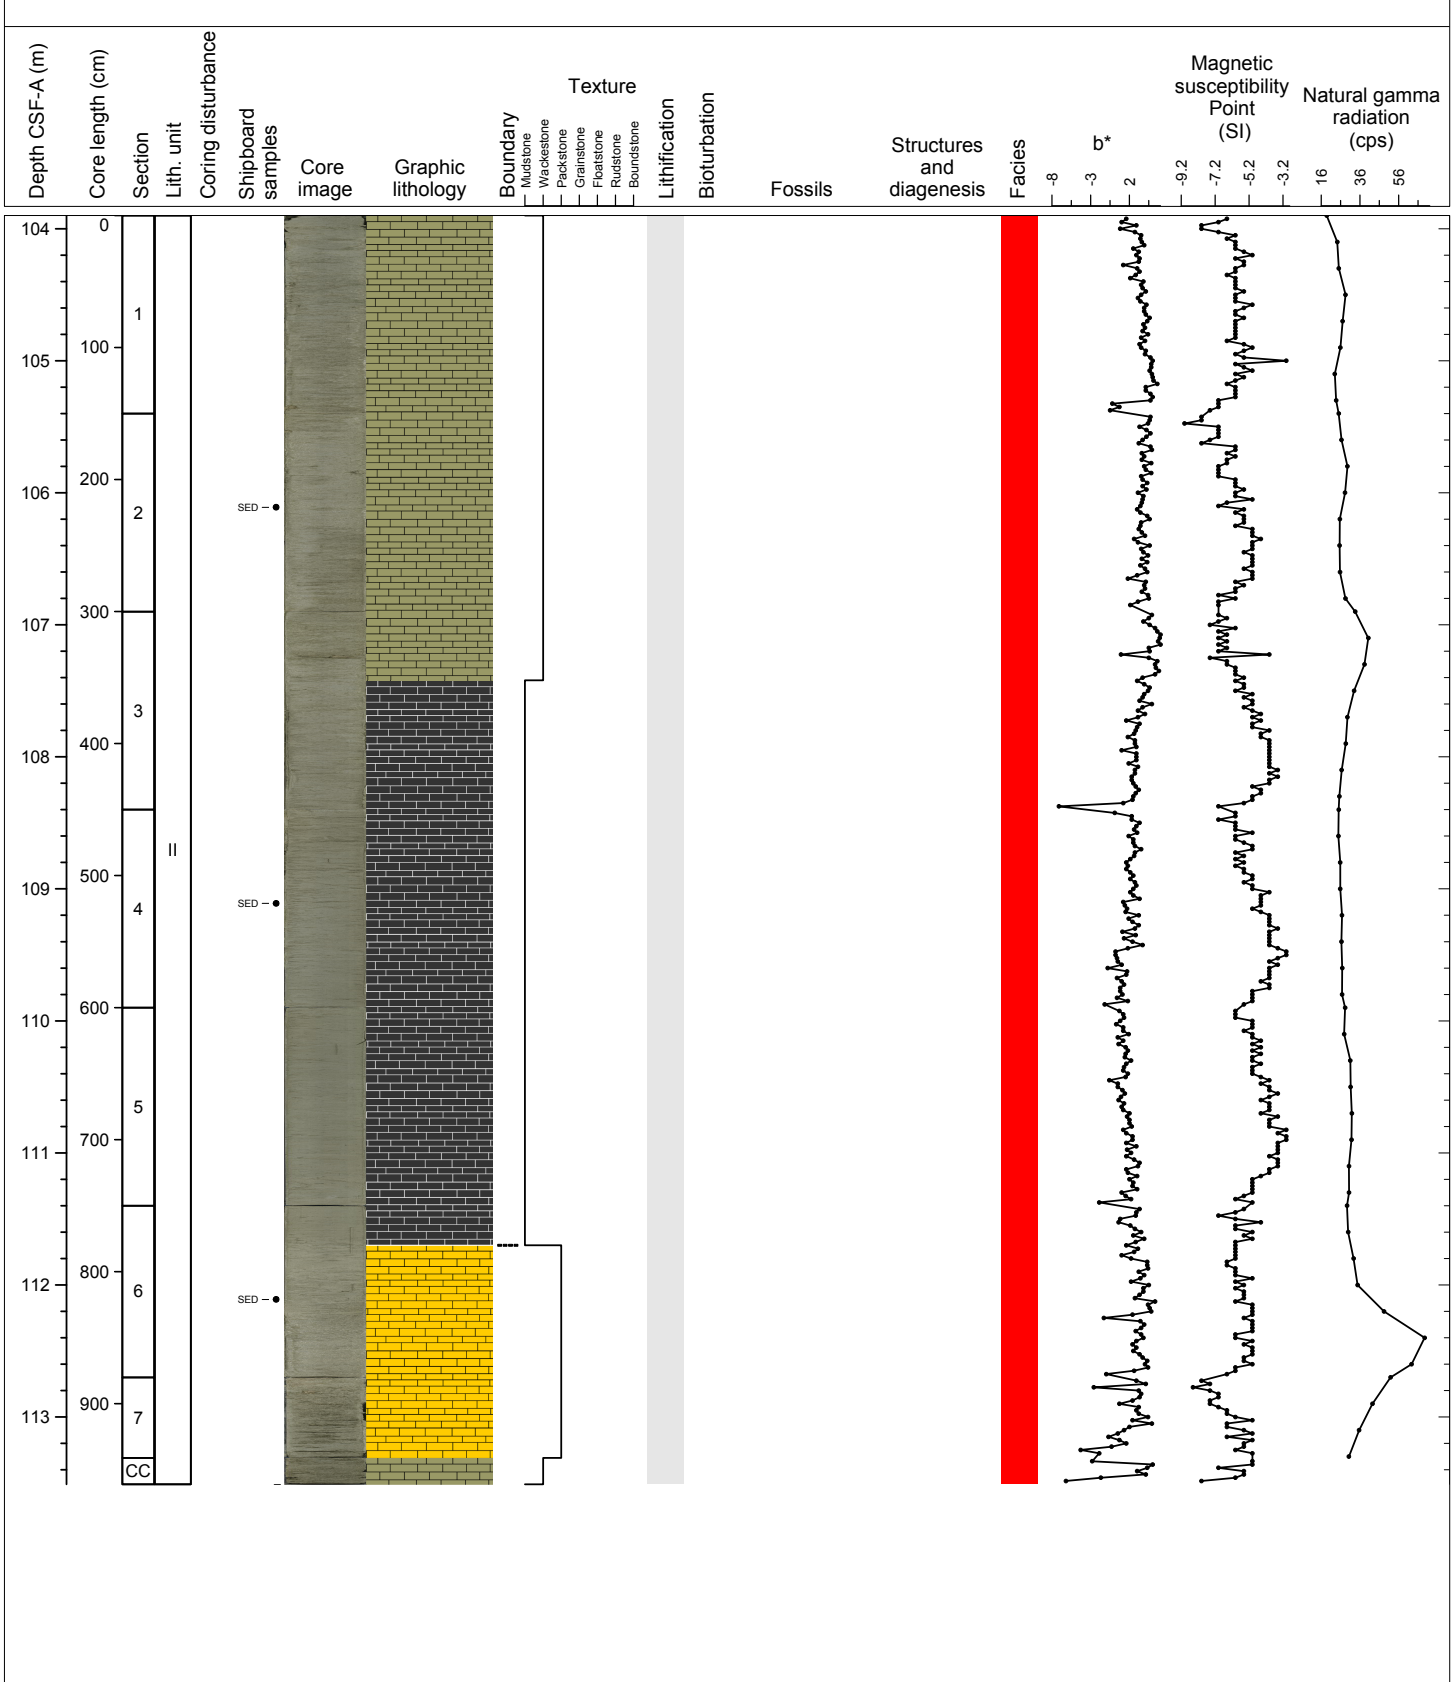 Depth CSF-A (m)
Core length (cm)
Section
Lith. unit
Coring disturbance
Shipboard
samples
Core
image
Graphic
lithology
Boundary
Texture
Mudstone
Wackestone
Packstone
Grainstone
Floatstone
Rudstone
Boundstone
Lithification
Bioturbation
Fossils
Structures
and
diagenesis
Facies
b*
-8 -3 2
Magnetic
susceptibility
Point
(SI)
-9.2 -7.2 -5.2 -3.2
Natural gamma
radiation
(cps)
16 36 56
104
105
106
107
108
109
110
111
112
113
0
100
200
300
400
500
600
700
800
900
1
2
3
4
5
6
7
CC
II
SED
SED
SED